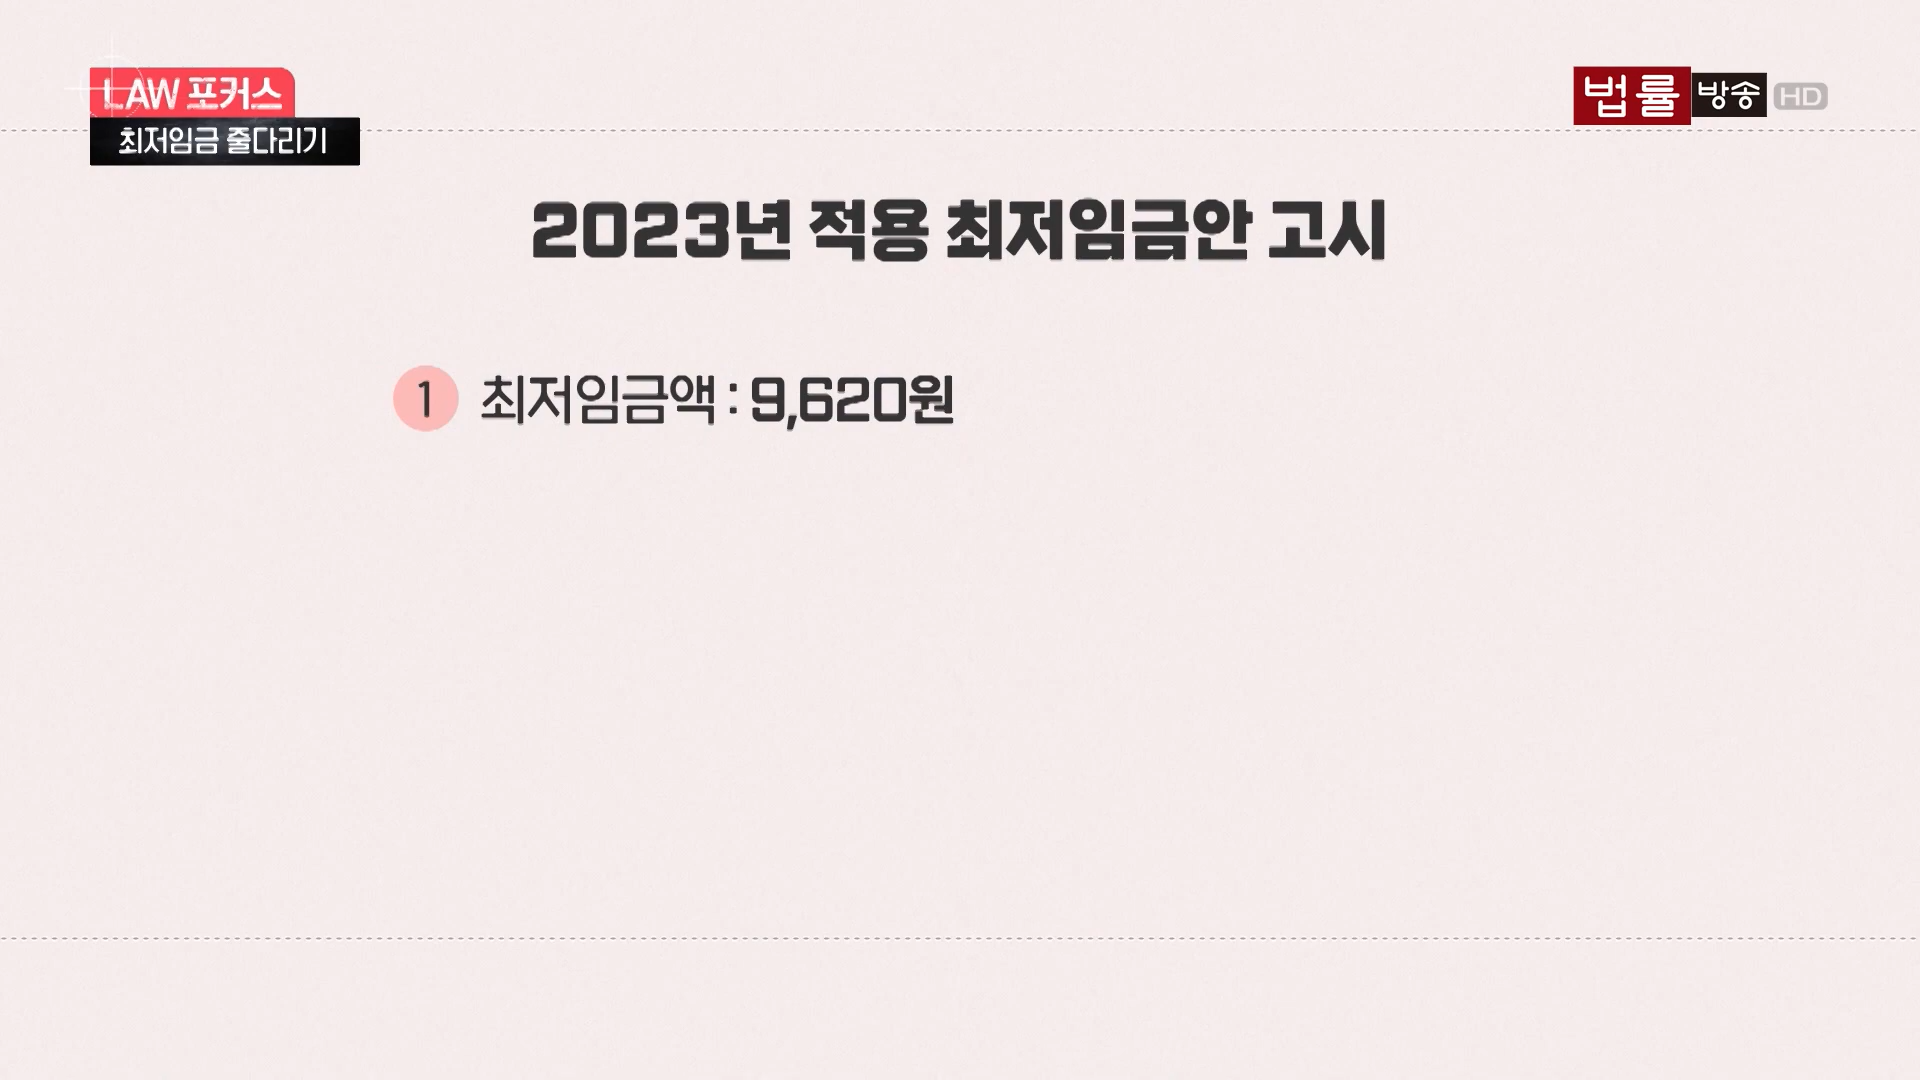 LAW 포커스
최저임금 줄다리기
법률방송 HD
2023년 적용 최저임금안 고시
1 최저임금액 : 9,620원